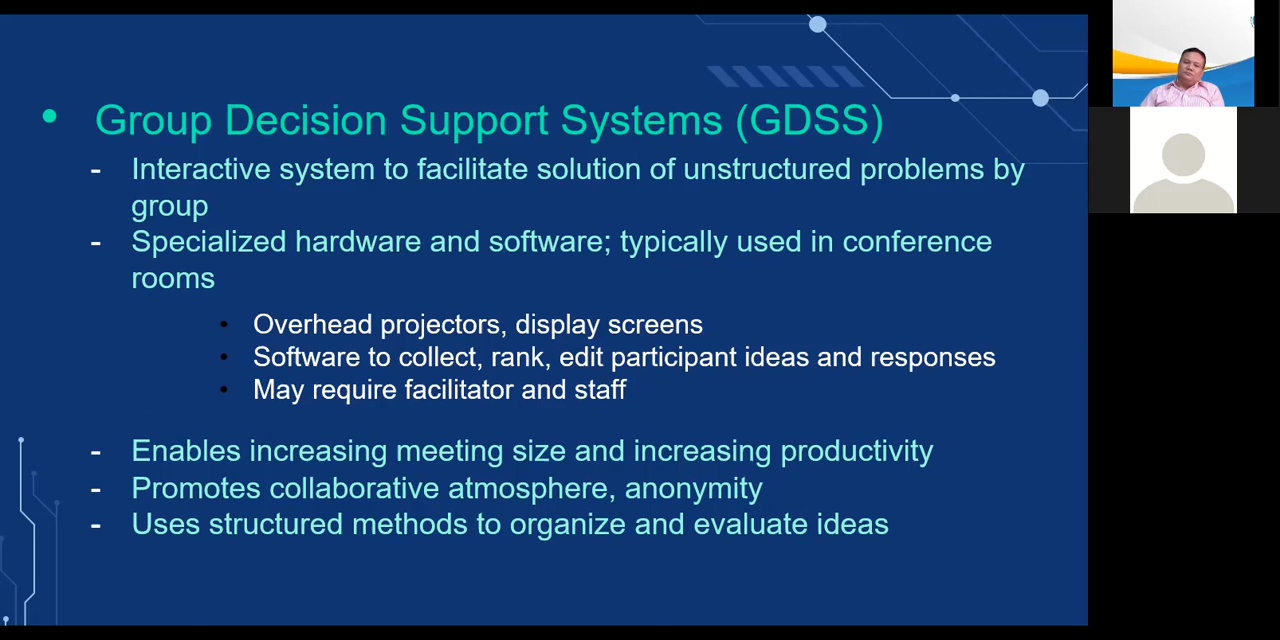 • Group Decision Support Systems (GDSS)
- Interactive system to facilitate solution of unstructured problems by
group
- Specialized hardware and software; typically used in conference
rooms
• Overhead projectors, display screens
• Software to collect, rank, edit participant ideas and responses
• May require facilitator and staff
- Enables increasing meeting size and increasing productivity
- Promotes collaborative atmosphere, anonymity
- Uses structured methods to organize and evaluate ideas